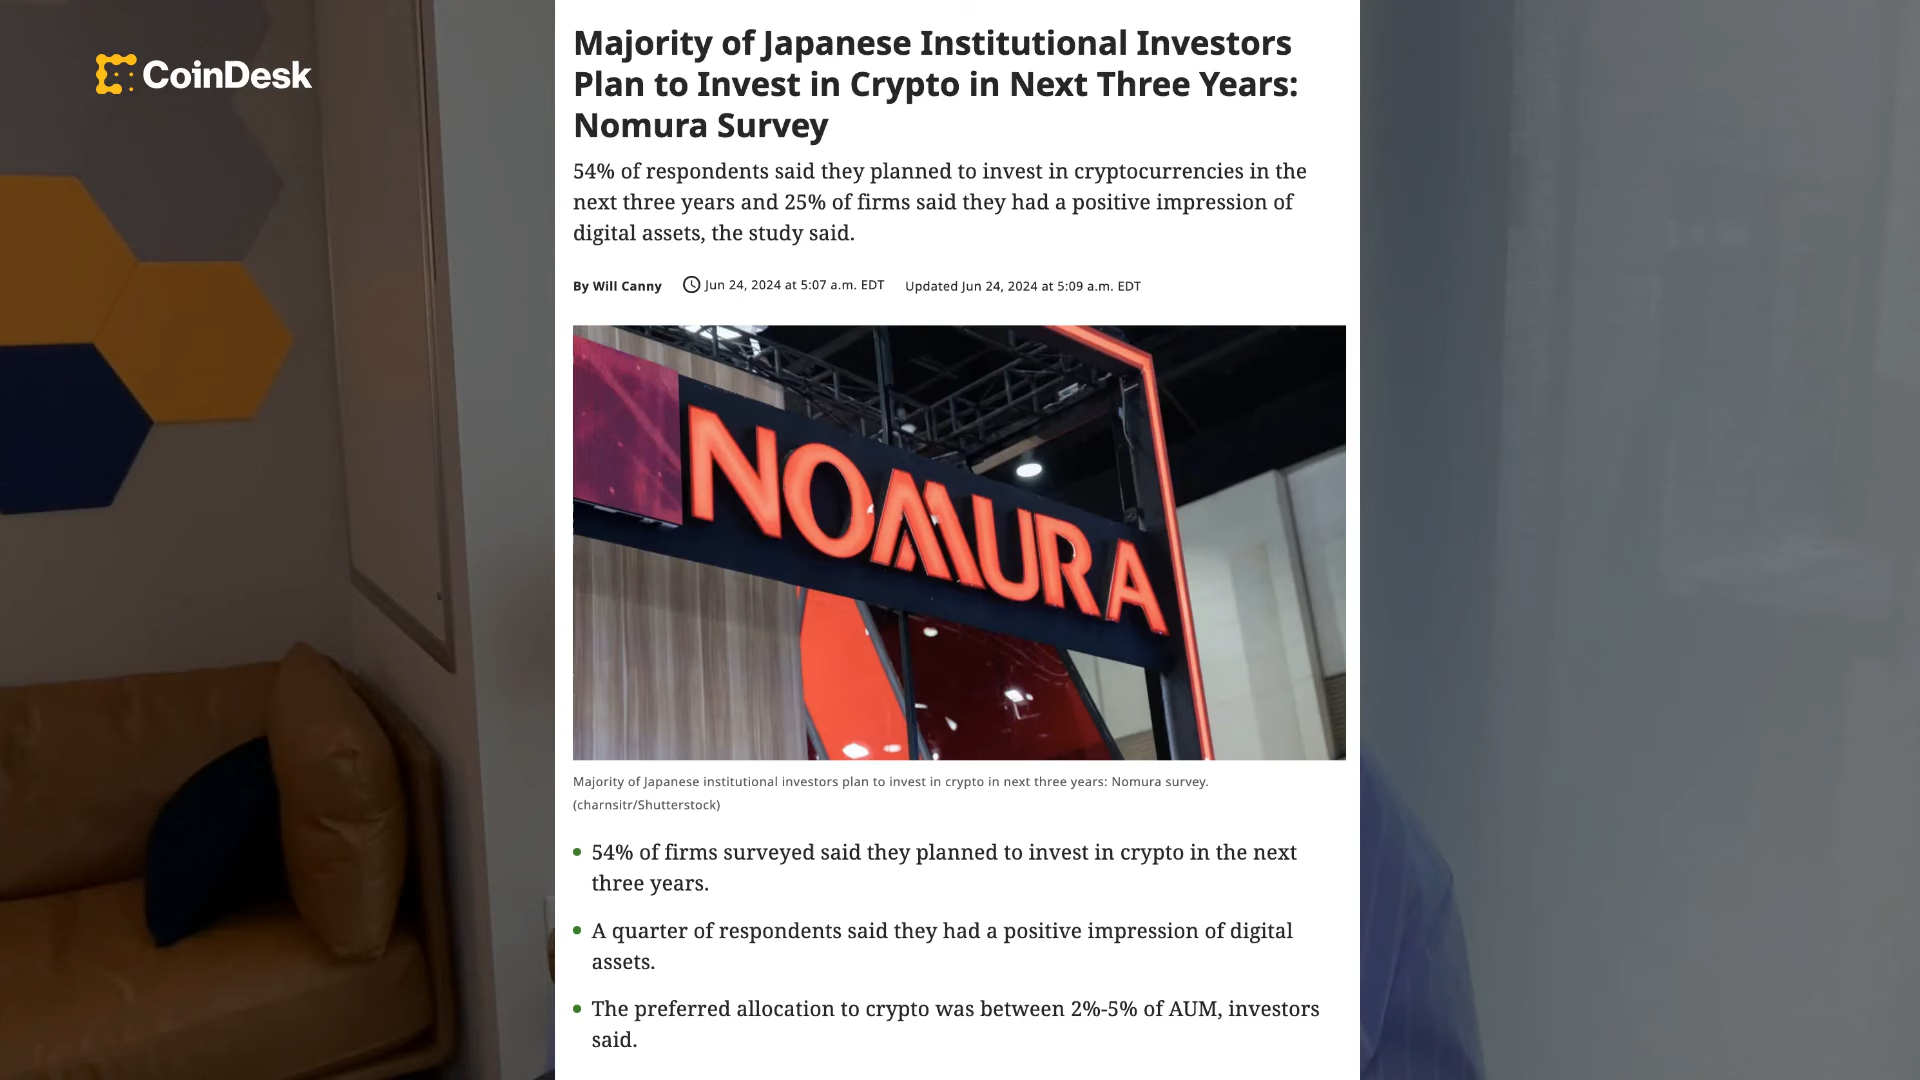 CoinDesk
Majority of Japanese Institutional Investors
Plan to Invest in Crypto in Next Three Years:
Nomura Survey
54% of respondents said they planned to invest in cryptocurrencies in the
next three years and 25% of firms said they had a positive impression of
digital assets, the study said.
By Will Canny Jun 24, 2024 at 5:07 a.m. EDT Updated Jun 24, 2024 at 5:09 a.m. EDT
NOMURA
Majority of Japanese institutional investors plan to invest in crypto in next three years: Nomura survey.
(charnsitr/Shutterstock)
• 54% of firms surveyed said they planned to invest in crypto in the next
three years.
• A quarter of respondents said they had a positive impression of digital
assets.
• The preferred allocation to crypto was between 2%-5% of AUM, investors
said.